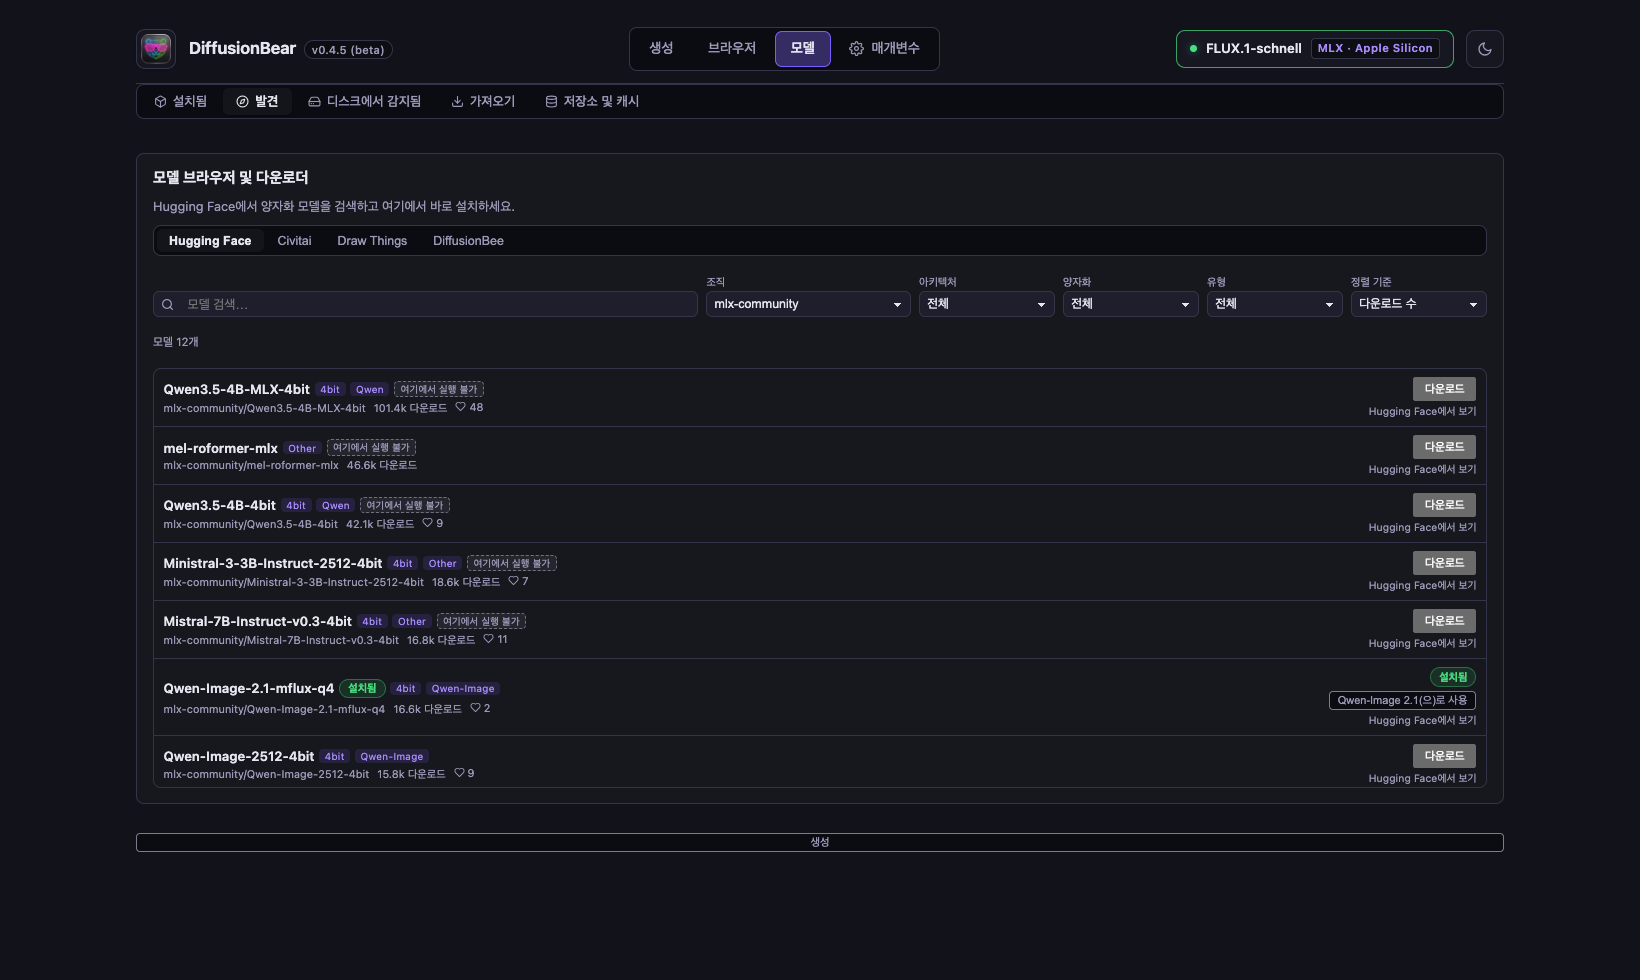 DiffusionBear v0.4.5 (beta)
생성 브라우저 모델 매개변수
FLUX.1-schnell MLX · Apple Silicon
설치됨 발견 디스크에서 감지됨 가져오기 저장소 및 캐시
모델 브라우저 및 다운로더
Hugging Face에서 양자화 모델을 검색하고 여기에서 바로 설치하세요.
Hugging Face Civitai Draw Things DiffusionBee
조직 아키텍처 양자화 유형 정렬 기준
모델 검색... mlx-community 전체 전체 전체 다운로드 수
모델 12개
Qwen3.5-4B-MLX-4bit 4bit Qwen 여기에서 실행 불가 다운로드
mlx-community/Qwen3.5-4B-MLX-4bit 101.4k 다운로드 48 Hugging Face에서 보기
mel-roformer-mlx Other 여기에서 실행 불가 다운로드
mlx-community/mel-roformer-mlx 46.6k 다운로드 Hugging Face에서 보기
Qwen3.5-4B-4bit 4bit Qwen 여기에서 실행 불가 다운로드
mlx-community/Qwen3.5-4B-4bit 42.1k 다운로드 9 Hugging Face에서 보기
Ministral-3-3B-Instruct-2512-4bit 4bit Other 여기에서 실행 불가 다운로드
mlx-community/Ministral-3-3B-Instruct-2512-4bit 18.6k 다운로드 7 Hugging Face에서 보기
Mistral-7B-Instruct-v0.3-4bit 4bit Other 여기에서 실행 불가 다운로드
mlx-community/Mistral-7B-Instruct-v0.3-4bit 16.8k 다운로드 11 Hugging Face에서 보기
설치됨
Qwen-Image-2.1-mflux-q4 설치됨 4bit Qwen-Image Qwen-Image 2.1(으)로 사용
mlx-community/Qwen-Image-2.1-mflux-q4 16.6k 다운로드 2 Hugging Face에서 보기
Qwen-Image-2512-4bit 4bit Qwen-Image 다운로드
mlx-community/Qwen-Image-2512-4bit 15.8k 다운로드 9 Hugging Face에서 보기
생성